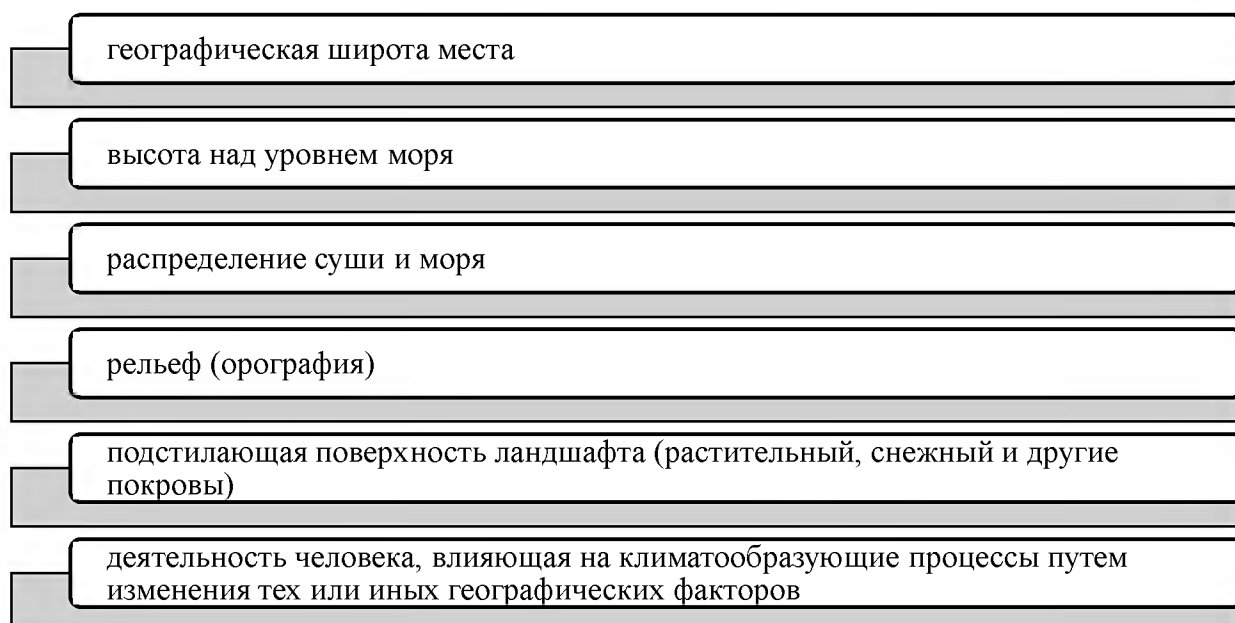 географическая широта места
высота над уровнем моря
распределение суши и моря
рельеф (орография)
подстилающая поверхность ландшафта (растительный, снежный и другие
покровы)
деятельность человека, влияющая на климатообразующие процессы путем
изменения тех или иных географических факторов